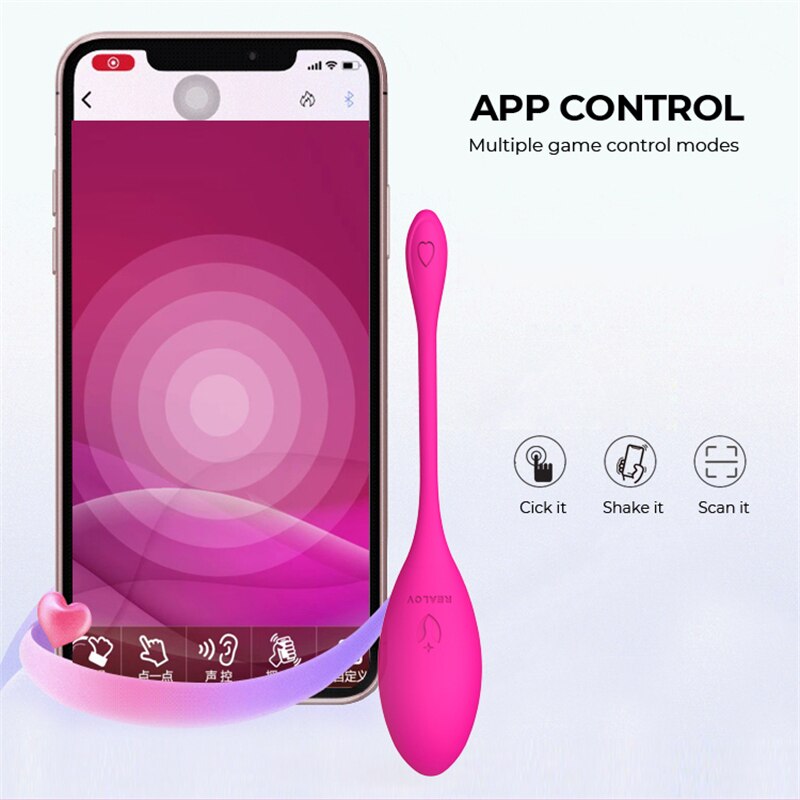 APP CONTROL
Multiple game control modes
Cick it
Shake it
Scan it
REALOV
点一点
声控
自定义